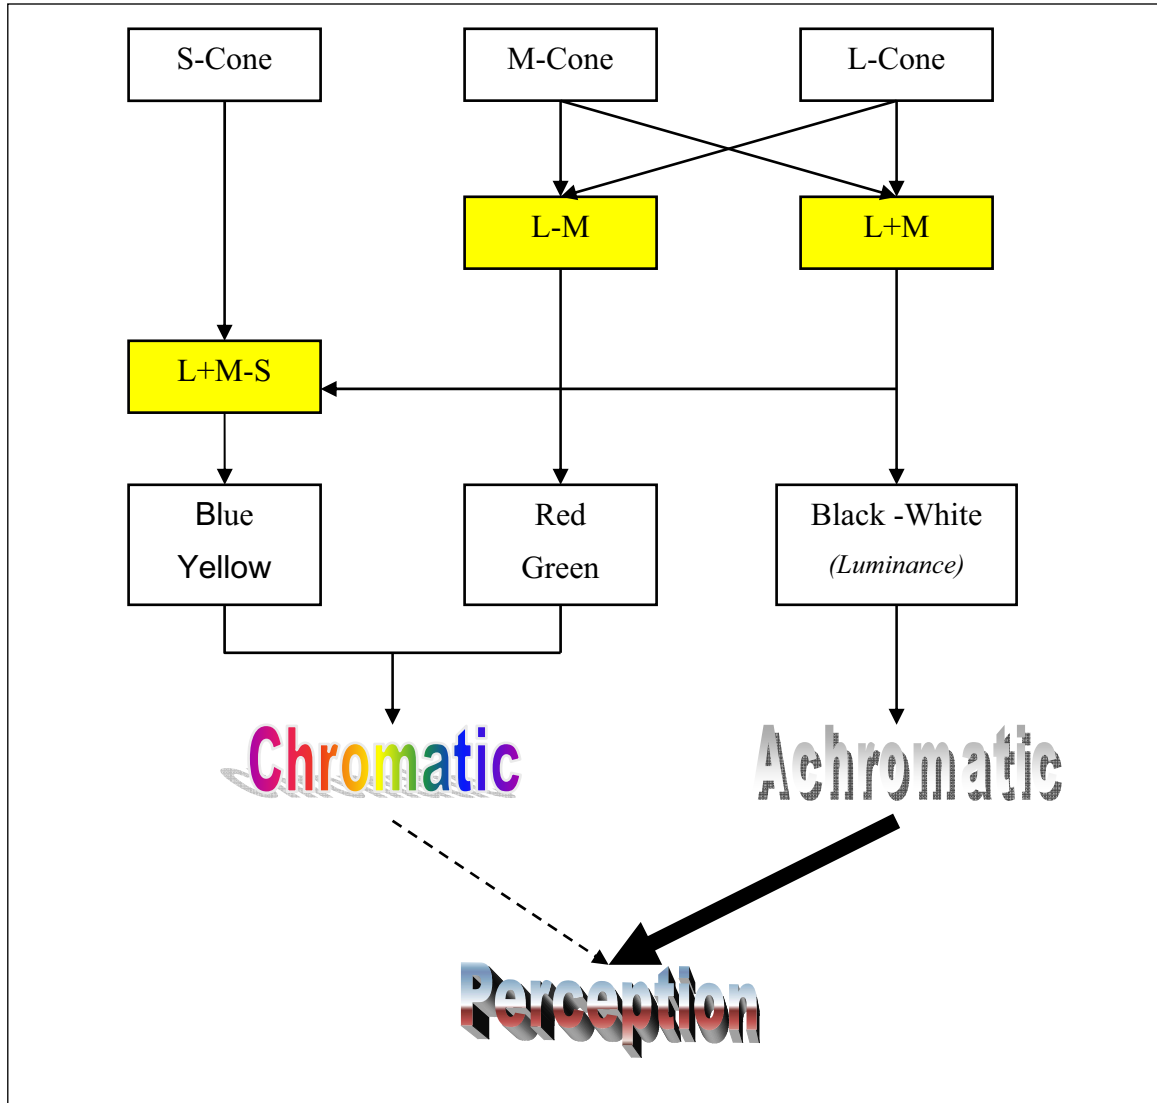 S-Cone
M-Cone
L-Cone
L-M
L+M
L+M-S
Blue
Yellow
Red
Green
Black -White
(Luminance)
Chromatic
Achromatic
Perception